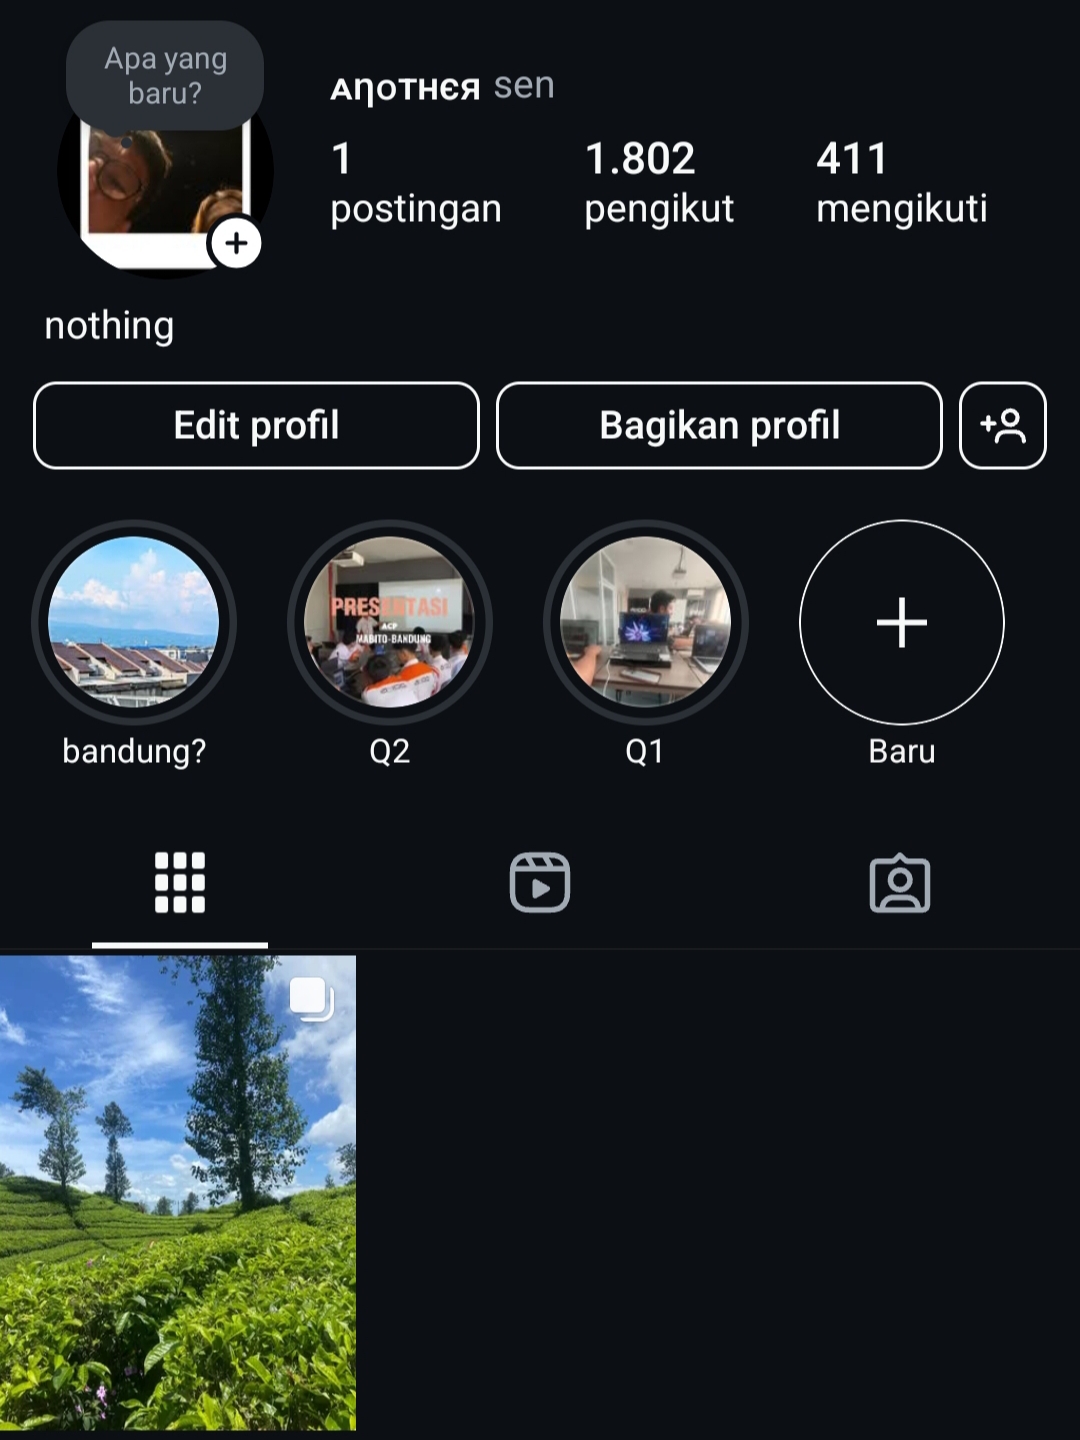 Apa yang
baru?
ᴀƞᴏᴛʜєя sen
1
postingan
1.802
pengikut
411
mengikuti
nothing
Edit profil
Bagikan profil
PRESENTASI
ACP
MABITO-BANDUNG
bandung?
Q2
Q1
Baru